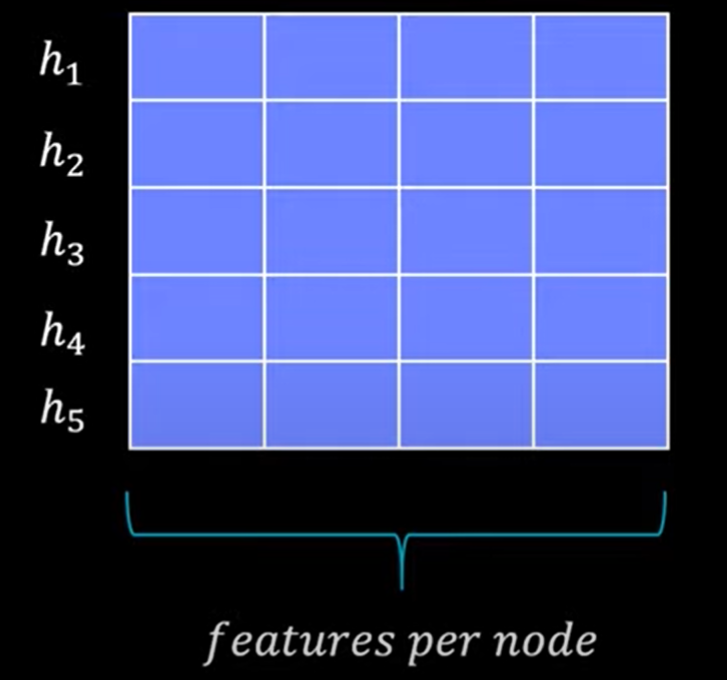 h₁
h₂
h₃
h₄
h₅
features per node